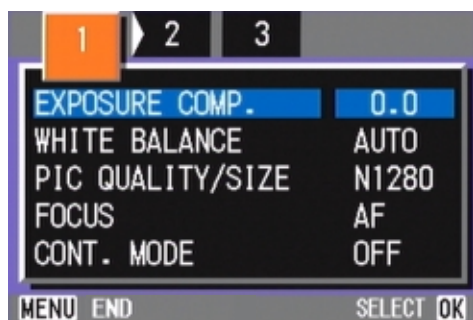 1 2 3
EXPOSURE COMP. 0.0
WHITE BALANCE AUTO
PIC QUALITY/SIZE N1280
FOCUS AF
CONT. MODE OFF
MENU END SELECT OK